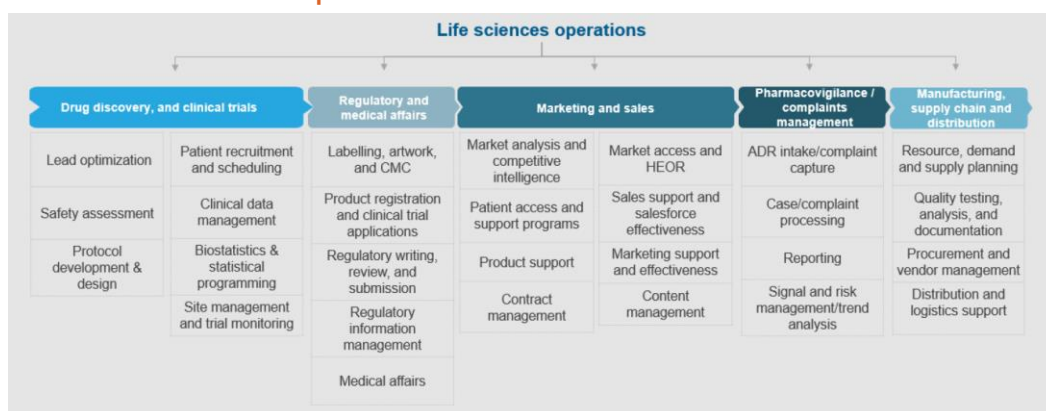 Life sciences operations
Drug discovery, and clinical trials
Regulatory and
medical affairs
Marketing and sales
Pharmacovigilance /
complaints
management
Manufacturing,
supply chain and
distribution
Lead optimization
Safety assessment
Protocol
development &
design
Patient recruitment
and scheduling
Clinical data
management
Biostatistics &
statistical
programming
Site management
and trial monitoring
Labelling, artwork,
and CMC
Product registration
and clinical trial
applications
Regulatory writing,
review, and
submission
Regulatory
information
management
Medical affairs
Market analysis and
competitive
intelligence
Patient access and
support programs
Product support
Contract
management
Market access and
HEOR
Sales support and
salesforce
effectiveness
Marketing support
and effectiveness
Content
management
ADR intake/complaint
capture
Case/complaint
processing
Reporting
Signal and risk
management/trend
analysis
Resource, demand
and supply planning
Quality testing,
analysis, and
documentation
Procurement and
vendor management
Distribution and
logistics support